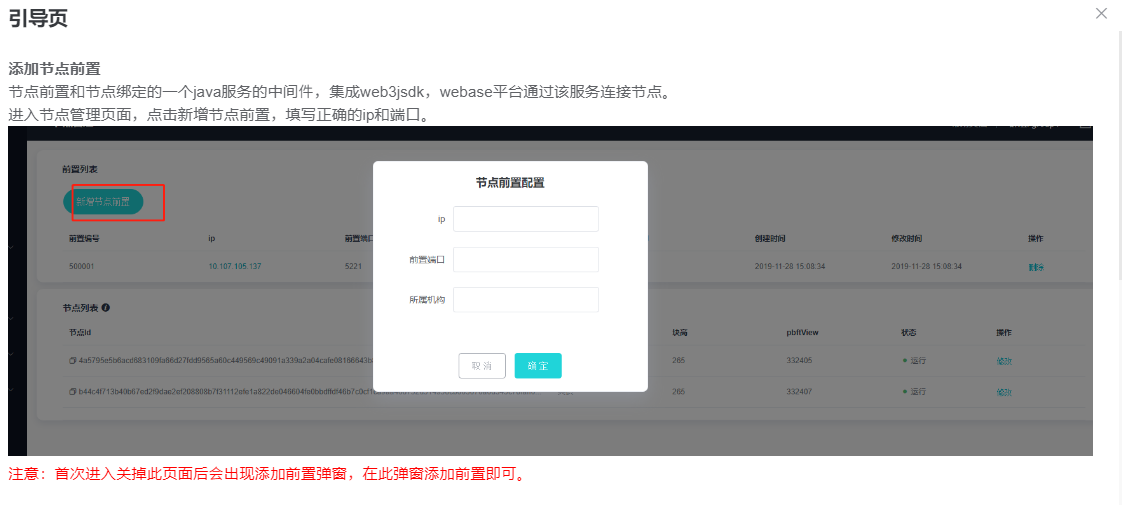 引导页
添加节点前置
节点前置和节点绑定的一个java服务的中间件，集成web3jsdk，webase平台通过该服务连接节点。
进入节点管理页面，点击新增节点前置，填写正确的ip和端口。
前置列表
新增节点前置
节点前置配置
ip
前置端口
所属机构
取消
确定
前置编号 ip 前置端口 创建时间 修改时间 操作
500001 10.107.105.137 5221 2019-11-28 15:08:34 2019-11-28 15:08:34 删除
节点列表
节点Id 块高 pbftView 状态 操作
265 332405 运行 修改
265 332407 运行 修改
注意：首次进入关掉此页面后会出现添加前置弹窗，在此弹窗添加前置即可。